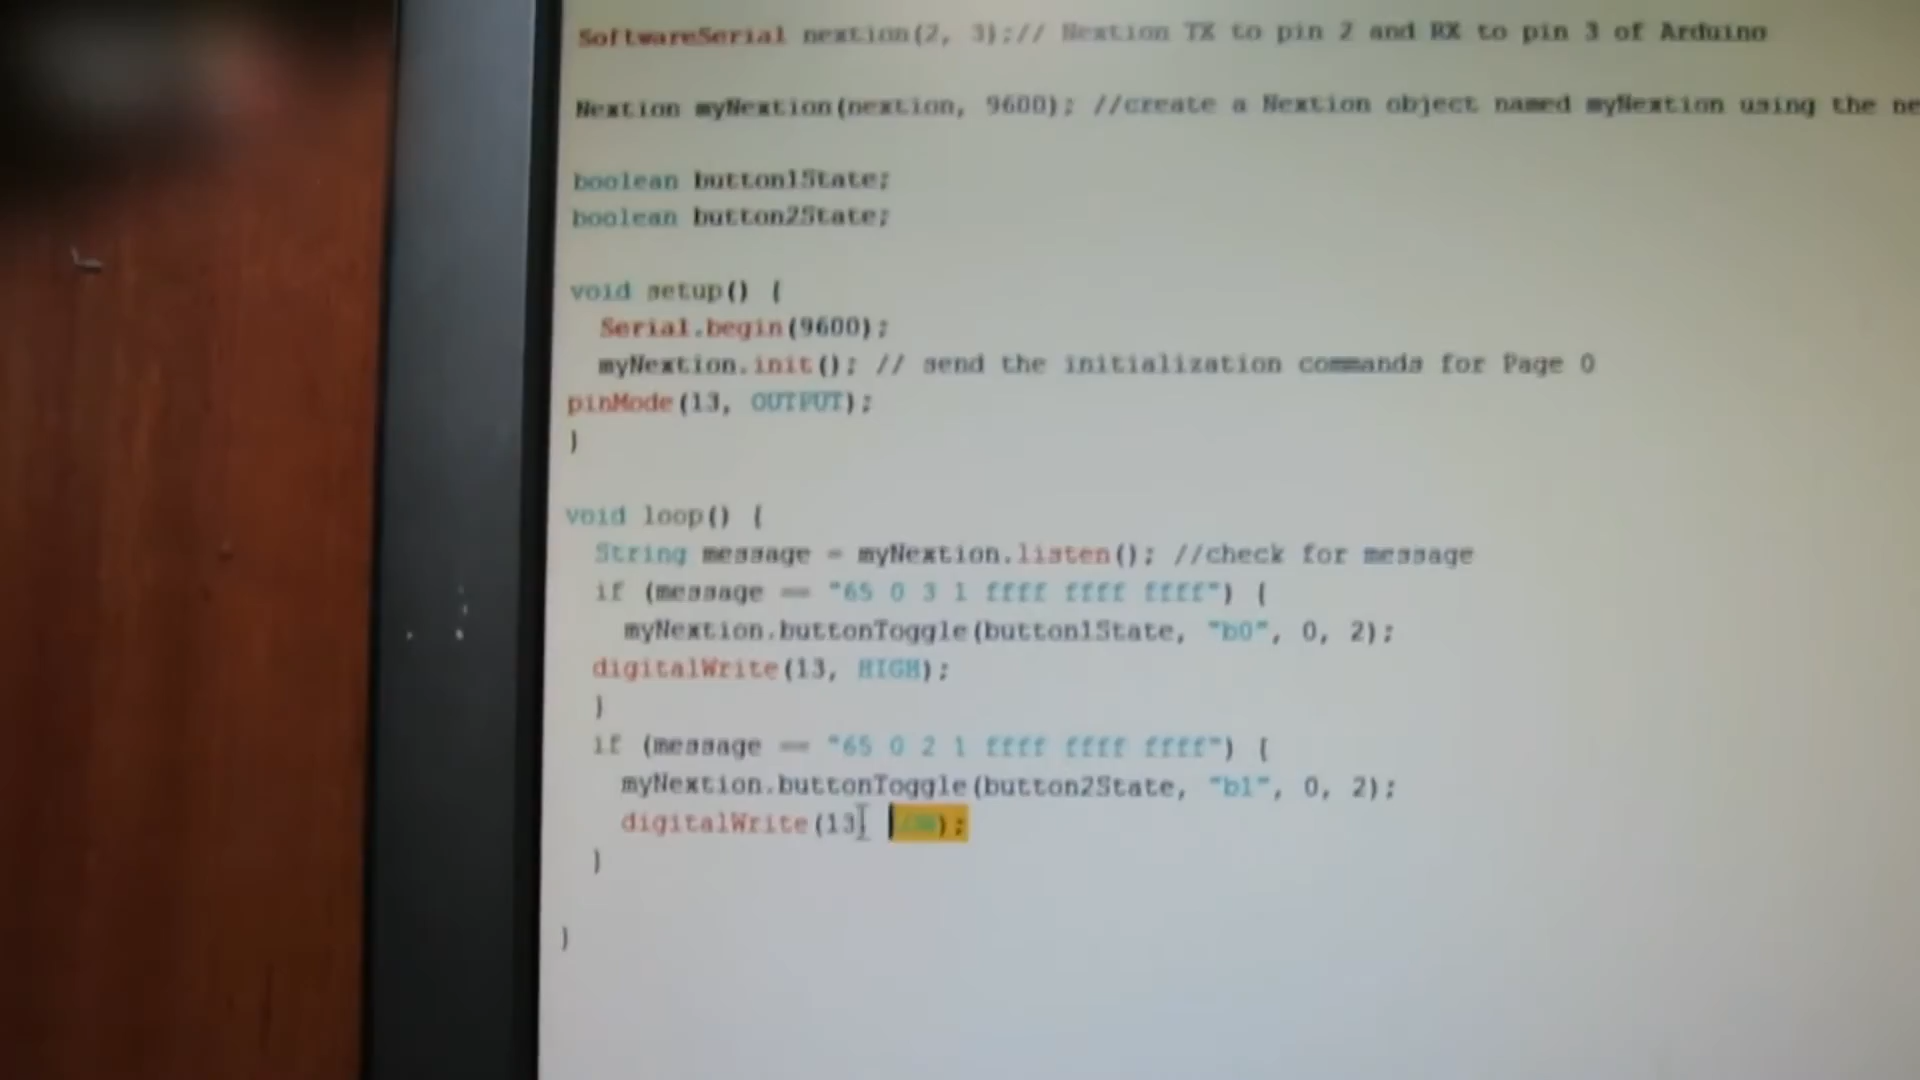 SoftwareSerial nextion(2, 3);// Nextion TX to pin 2 and RX to pin 3 of Arduino
Nextion myNextion(nextion, 9600); //create a Nextion object named myNextion using the ne
boolean button1State;
boolean button2State;
void setup() {
Serial.begin(9600);
myNextion.init(); // send the initialization commands for Page 0
pinMode(13, OUTPUT);
}
void loop() {
String message = myNextion.listen(); //check for message
if (message == "65 0 3 1 ffff ffff ffff") {
myNextion.buttonToggle(button1State, "b0", 0, 2);
digitalWrite(13, HIGH);
}
if (message == "65 0 2 1 ffff ffff ffff") {
myNextion.buttonToggle(button2State, "b1", 0, 2);
digitalWrite(13, LOW);
}
}